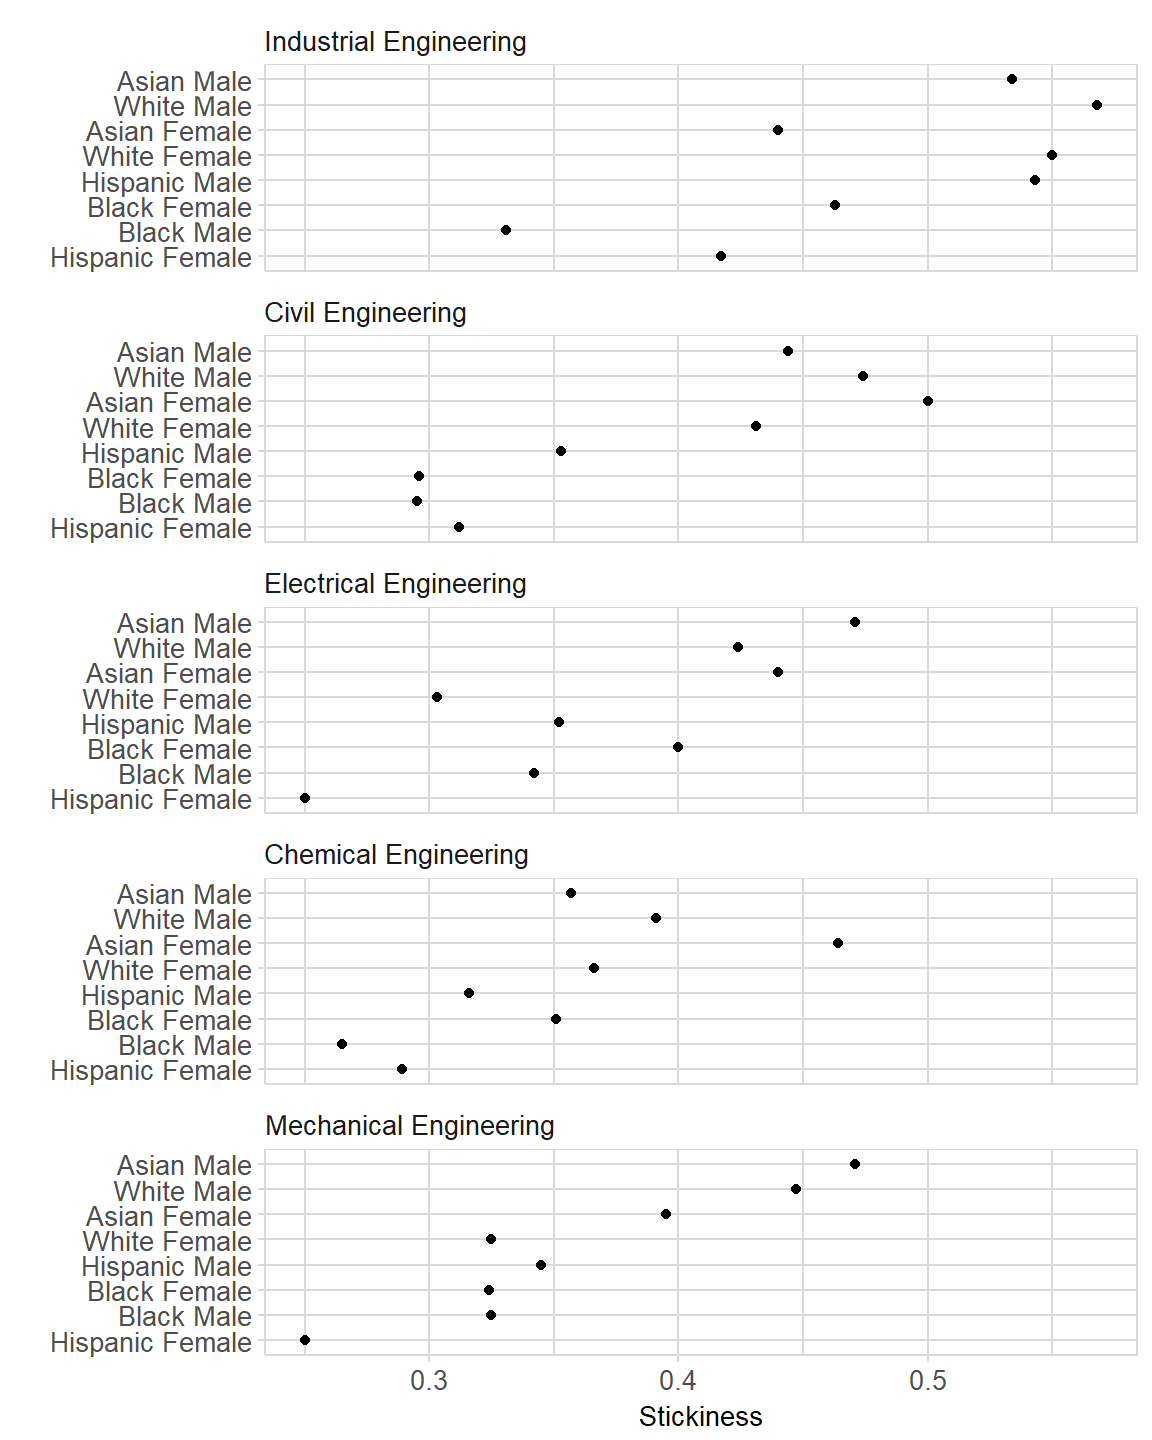 Industrial Engineering
Asian Male
White Male
Asian Female
White Female
Hispanic Male
Black Female
Black Male
Hispanic Female
Civil Engineering
Asian Male
White Male
Asian Female
White Female
Hispanic Male
Black Female
Black Male
Hispanic Female
Electrical Engineering
Asian Male
White Male
Asian Female
White Female
Hispanic Male
Black Female
Black Male
Hispanic Female
Chemical Engineering
Asian Male
White Male
Asian Female
White Female
Hispanic Male
Black Female
Black Male
Hispanic Female
Mechanical Engineering
Asian Male
White Male
Asian Female
White Female
Hispanic Male
Black Female
Black Male
Hispanic Female
0.3 0.4 0.5
Stickiness